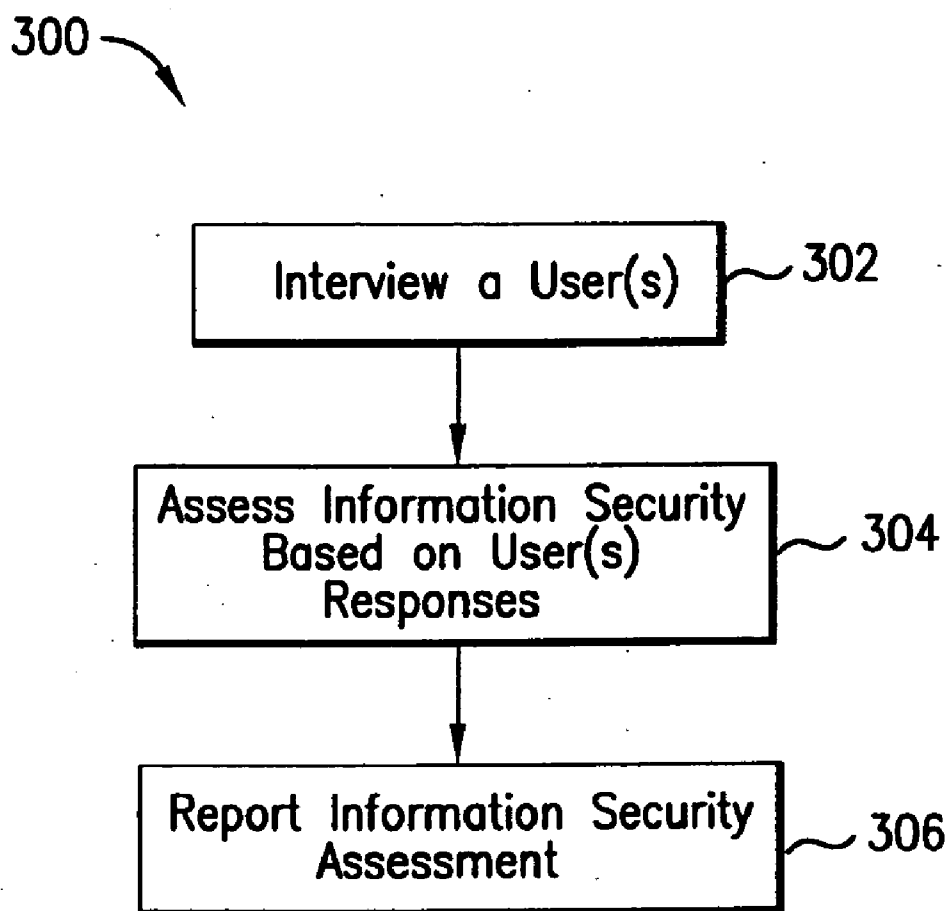 300
Interview a User(s)
302
Assess Information Security
Based on User(s)
Responses
304
Report Information Security
Assessment
306